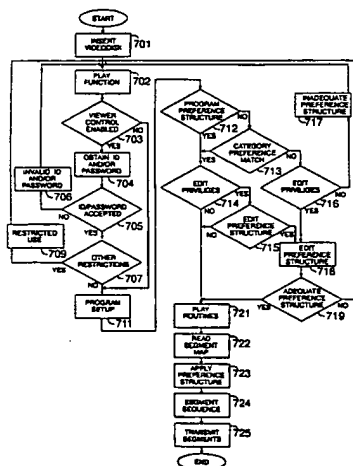 START
INSERT
VIDEODISK
701
PLAY
FUNCTION
702
VIEWER
CONTROL
ENABLED
703
NO
YES
OBTAIN ID
AND/OR
PASSWORD
704
INVALID ID
AND/OR
PASSWORD
706
ID/PASSWORD
ACCEPTED
705
NO
YES
RESTRICTED
USE
709
OTHER
RESTRICTIONS
707
YES
NO
PROGRAM
SETUP
711
PROGRAM
PREFERENCE
STRUCTURE
712
NO
YES
CATEGORY
PREFERENCE
MATCH
713
YES
NO
INADEQUATE
PREFERENCE
STRUCTURE
717
EDIT
PRIVILIGES
714
YES
NO
EDIT
PREFERENCE
STRUCTURE
715
NO
YES
EDIT
PRIVILIGES
716
NO
YES
EDIT
PREFERENCE
STRUCTURE
718
ADEQUATE
PREFERENCE
STRUCTURE
719
YES
NO
PLAY
ROUTINES
721
READ
SEGMENT
MAP
722
APPLY
PREFERENCE
STRUCTURE
723
SEGMENT
SEQUENCE
724
TRANSMIT
SEGMENTS
725
END